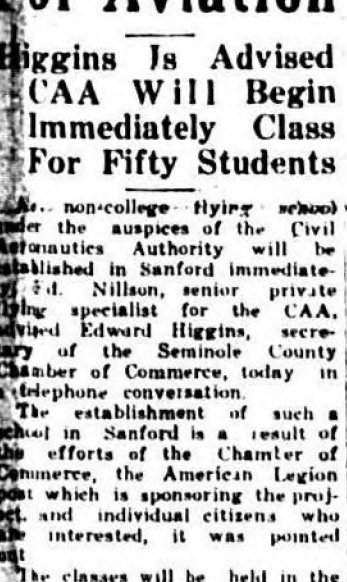 For Aviation
Higgins Is Advised
CAA Will Begin
Immediately Class
For Fifty Students
A non-college flying school
under the auspices of the Civil
Aeronautics Authority will be
established in Sanford immediate-
Ed. Nillson, senior private
flying specialist for the CAA,
advised Edward Higgins, secre-
tary of the Seminole County
Chamber of Commerce, today in
a telephone conversation.
The establishment of such a
school in Sanford is a result of
the efforts of the Chamber of
Commerce, the American Legion
post which is sponsoring the proj-
ect, and individual citizens who
are interested, it was pointed
out
The classes will be held in the